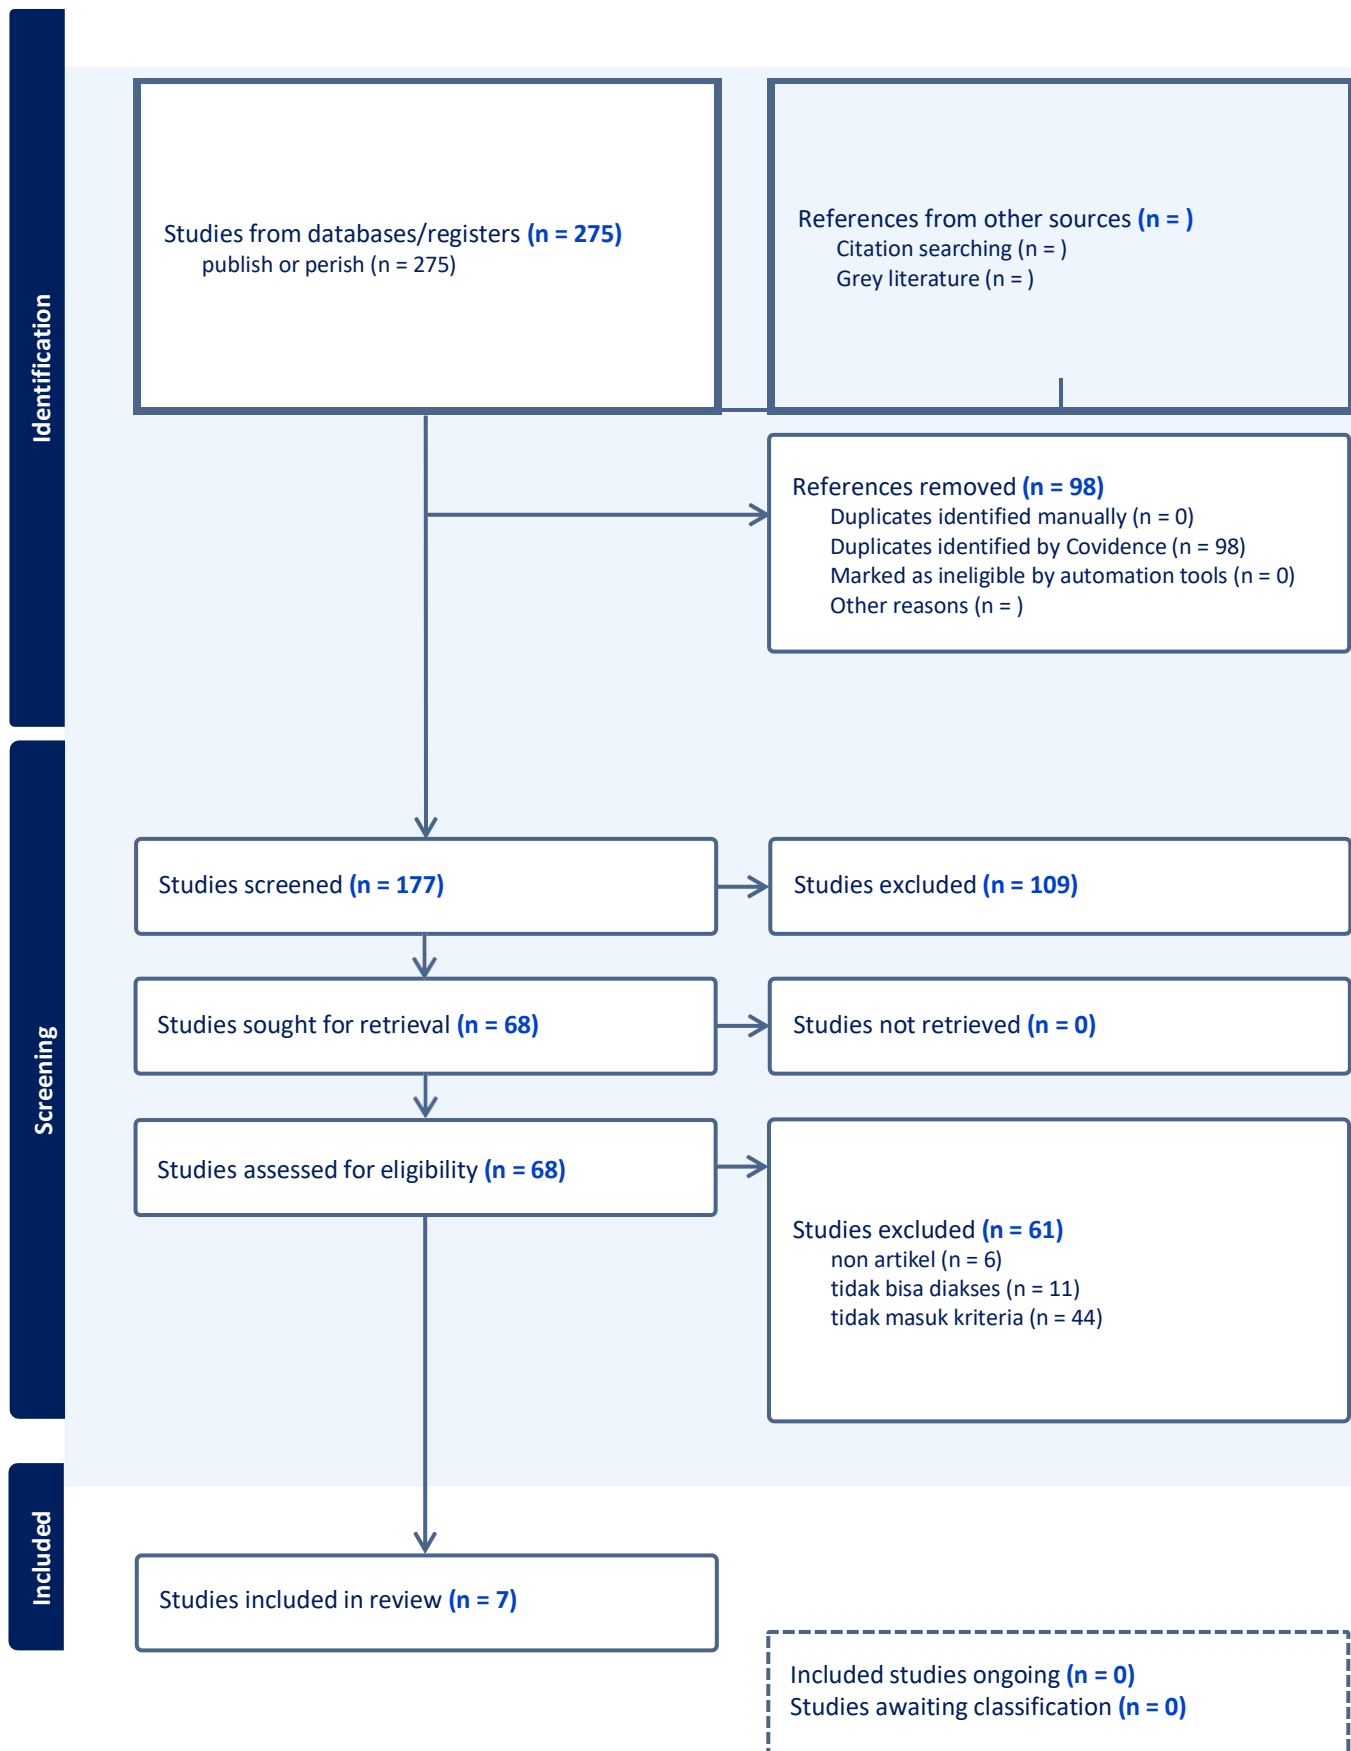 Identification
Studies from databases/registers (n = 275)
publish or perish (n = 275)
References from other sources (n = )
Citation searching (n = )
Grey literature (n = )
References removed (n = 98)
Duplicates identified manually (n = 0)
Duplicates identified by Covidence (n = 98)
Marked as ineligible by automation tools (n = 0)
Other reasons (n = )
Screening
Studies screened (n = 177)
Studies excluded (n = 109)
Studies sought for retrieval (n = 68)
Studies not retrieved (n = 0)
Studies assessed for eligibility (n = 68)
Studies excluded (n = 61)
non artikel (n = 6)
tidak bisa diakses (n = 11)
tidak masuk kriteria (n = 44)
Included
Studies included in review (n = 7)
Included studies ongoing (n = 0)
Studies awaiting classification (n = 0)